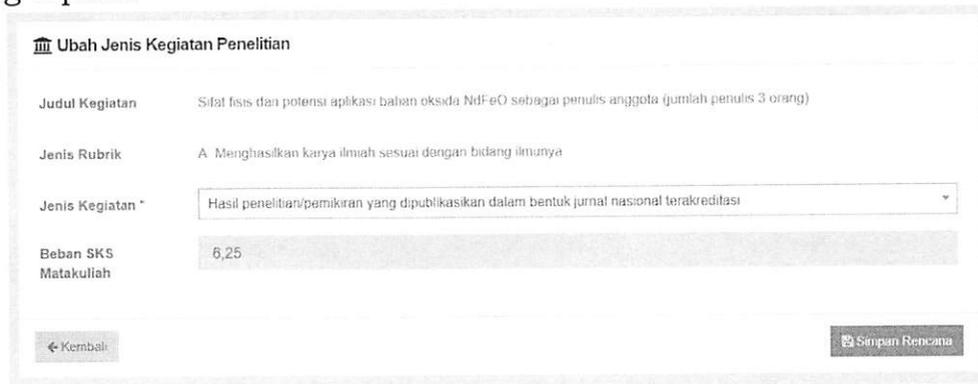 Ubah Jenis Kegiatan Penelitian
Judul Kegiatan Sifat fisis dan potensi aplikasi bahan oksida NdFeO sebagai penulis anggota (jumlah penulis 3 orang)
Jenis Rubrik A Menghasilkan karya ilmiah sesuai dengan bidang ilmunya
Jenis Kegiatan * Hasil penelitian/pemikiran yang dipublikasikan dalam bentuk jurnal nasional terakreditasi
Beban SKS 6,25
Matakuliah
Kembali
Simpan Rencana